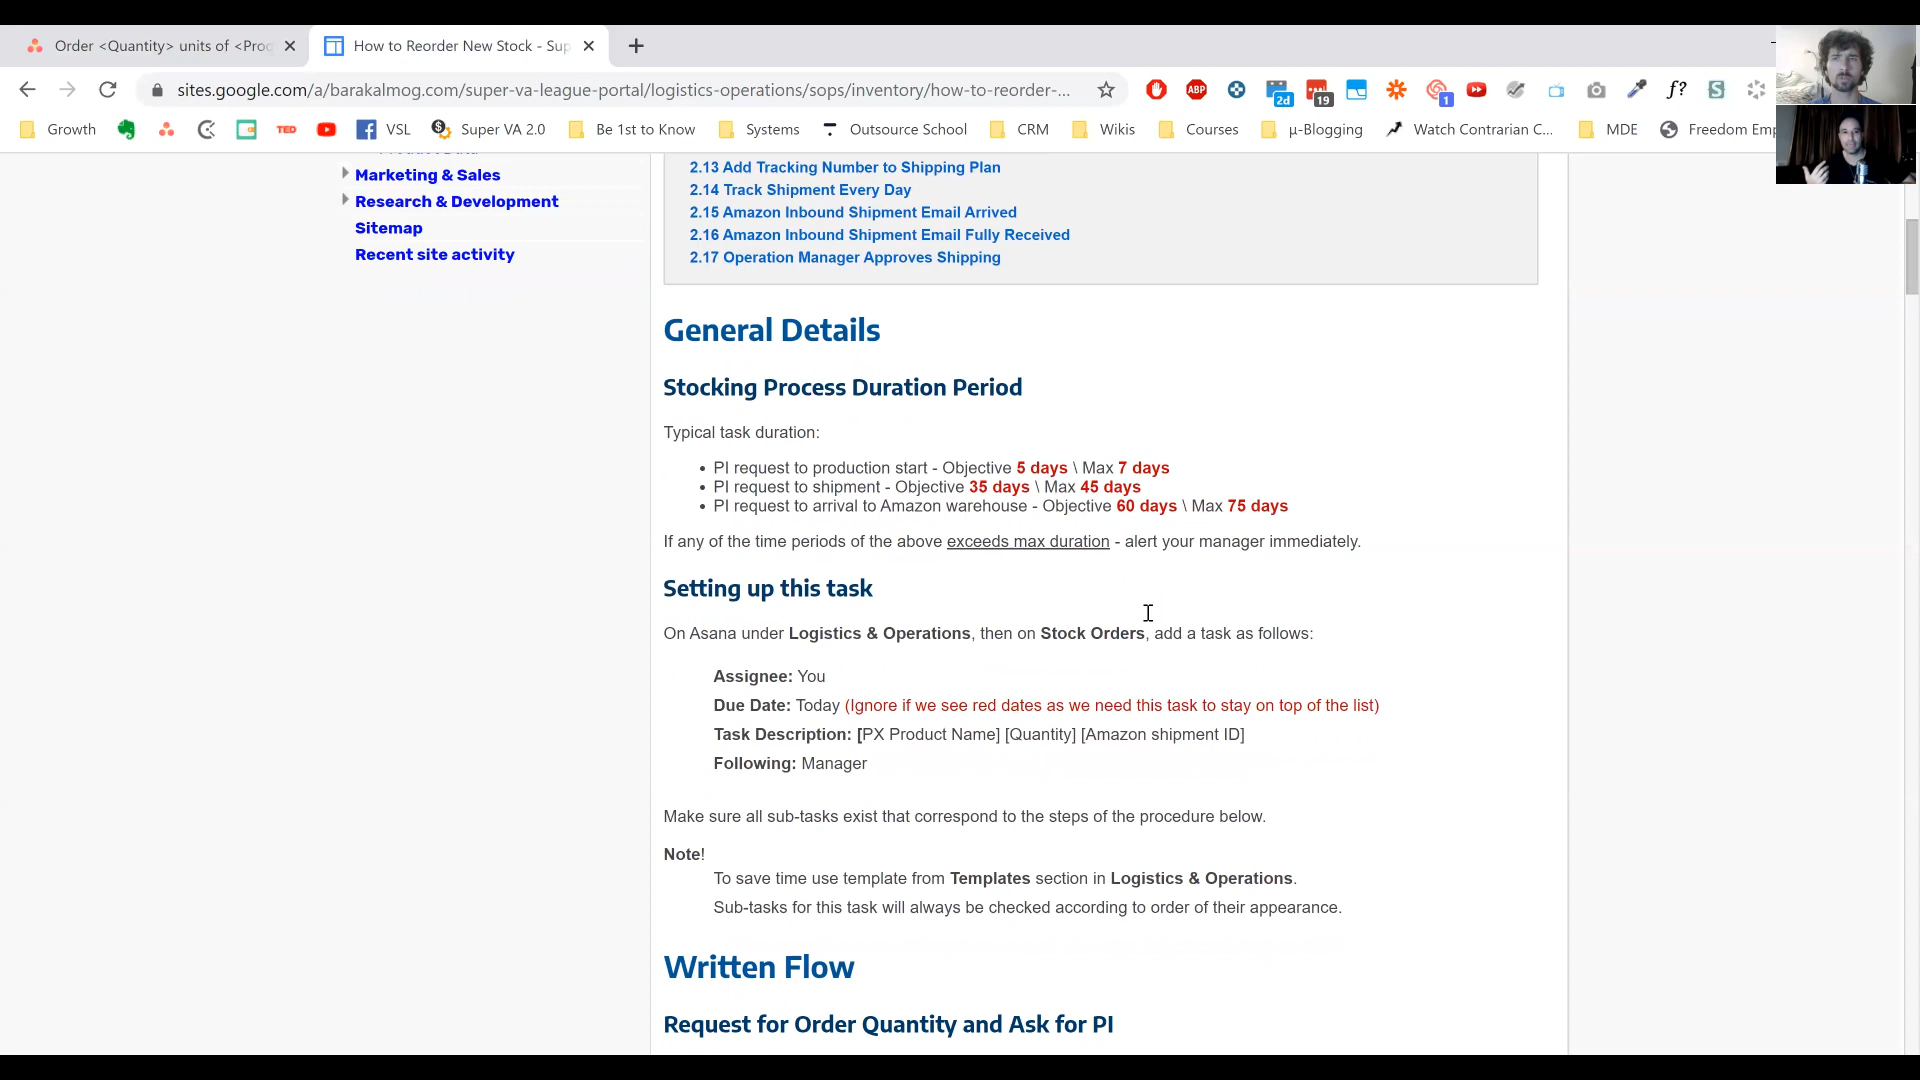 Order <Quantity> units of <Prod
How to Reorder New Stock - Sup
sites.google.com/a/barakalmog.com/super-va-league-portal/logistics-operations/sops/inventory/how-to-reorder-...
ABP
2d
19
1
f?
S
Growth
TED
VSL
Super VA 2.0
Be 1st to Know
Systems
Outsource School
CRM
Wikis
Courses
µ-Blogging
Watch Contrarian C...
MDE
Freedom Emp
Marketing & Sales
Research & Development
Sitemap
Recent site activity
2.13 Add Tracking Number to Shipping Plan
2.14 Track Shipment Every Day
2.15 Amazon Inbound Shipment Email Arrived
2.16 Amazon Inbound Shipment Email Fully Received
2.17 Operation Manager Approves Shipping
General Details
Stocking Process Duration Period
Typical task duration:
• PI request to production start - Objective 5 days \ Max 7 days
• PI request to shipment - Objective 35 days \ Max 45 days
• PI request to arrival to Amazon warehouse - Objective 60 days \ Max 75 days
If any of the time periods of the above exceeds max duration - alert your manager immediately.
Setting up this task
On Asana under Logistics & Operations, then on Stock Orders, add a task as follows:
Assignee: You
Due Date: Today (Ignore if we see red dates as we need this task to stay on top of the list)
Task Description: [PX Product Name] [Quantity] [Amazon shipment ID]
Following: Manager
Make sure all sub-tasks exist that correspond to the steps of the procedure below.
Note!
To save time use template from Templates section in Logistics & Operations.
Sub-tasks for this task will always be checked according to order of their appearance.
Written Flow
Request for Order Quantity and Ask for PI